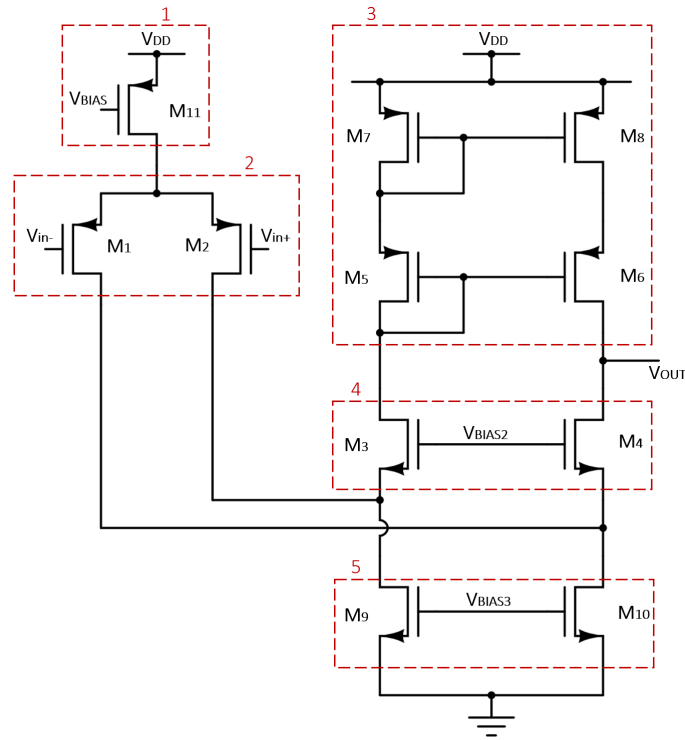 1
VDD
VBIAS
M11
2
Vin-
M1
M2
Vin+
3
VDD
M7
M8
M5
M6
VOUT
4
M3
VBIAS2
M4
5
M9
VBIAS3
M10